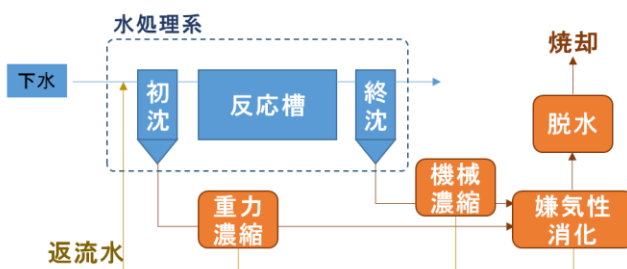 水処理系
下水
初
沈
反応槽
終
沈
焼却
脱水
機械
濃縮
重力
濃縮
嫌気性
消化
返流水